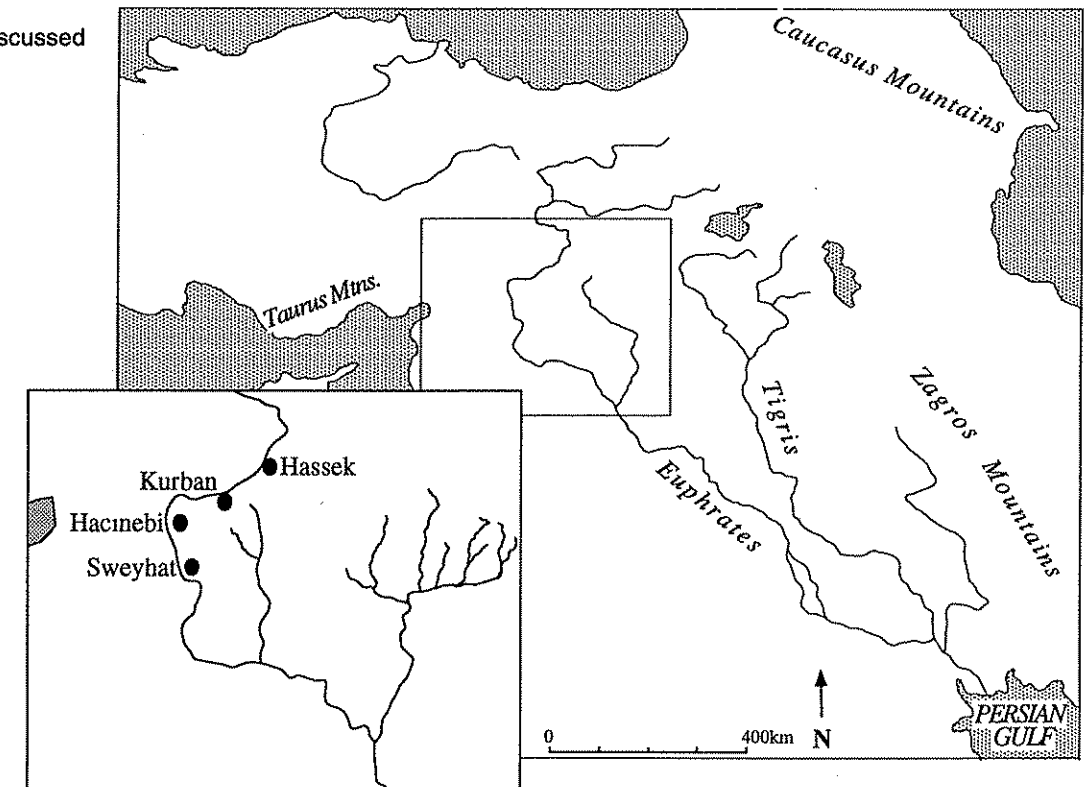 scussed
Caucasus Mountains
Taurus Mtns.
Tigris
Zagros Mountains
Euphrates
Hassek
Kurban
Hacınebi
Sweyhat
0 400km
N
PERSIAN
GULF